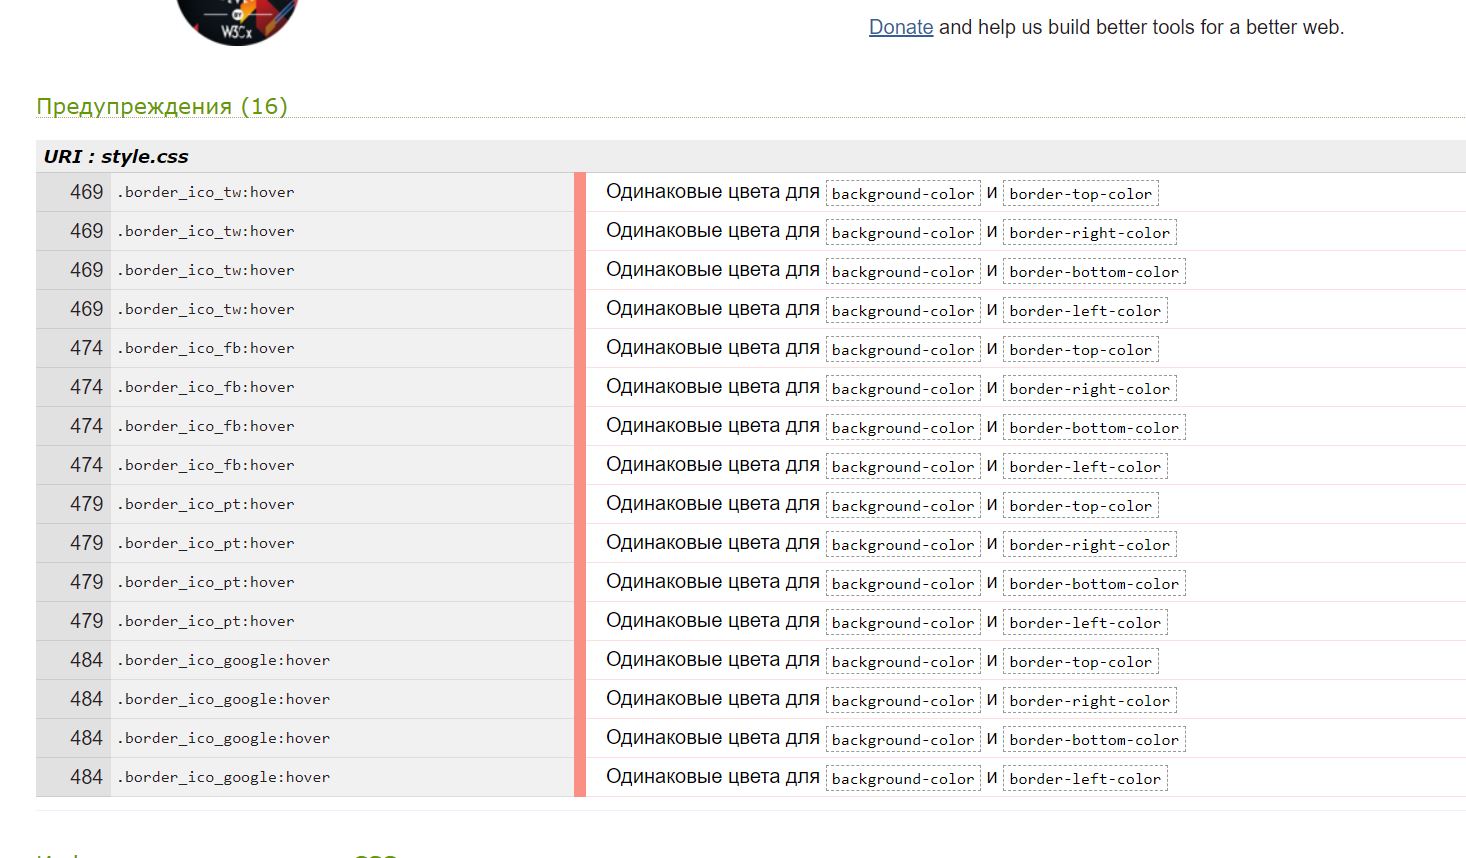 BY
W3Cx
Donate and help us build better tools for a better web.
Предупреждения (16)
URI : style.css
469 .border_ico_tw:hover Одинаковые цвета для background-color и border-top-color
469 .border_ico_tw:hover Одинаковые цвета для background-color и border-right-color
469 .border_ico_tw:hover Одинаковые цвета для background-color и border-bottom-color
469 .border_ico_tw:hover Одинаковые цвета для background-color и border-left-color
474 .border_ico_fb:hover Одинаковые цвета для background-color и border-top-color
474 .border_ico_fb:hover Одинаковые цвета для background-color и border-right-color
474 .border_ico_fb:hover Одинаковые цвета для background-color и border-bottom-color
474 .border_ico_fb:hover Одинаковые цвета для background-color и border-left-color
479 .border_ico_pt:hover Одинаковые цвета для background-color и border-top-color
479 .border_ico_pt:hover Одинаковые цвета для background-color и border-right-color
479 .border_ico_pt:hover Одинаковые цвета для background-color и border-bottom-color
479 .border_ico_pt:hover Одинаковые цвета для background-color и border-left-color
484 .border_ico_google:hover Одинаковые цвета для background-color и border-top-color
484 .border_ico_google:hover Одинаковые цвета для background-color и border-right-color
484 .border_ico_google:hover Одинаковые цвета для background-color и border-bottom-color
484 .border_ico_google:hover Одинаковые цвета для background-color и border-left-color